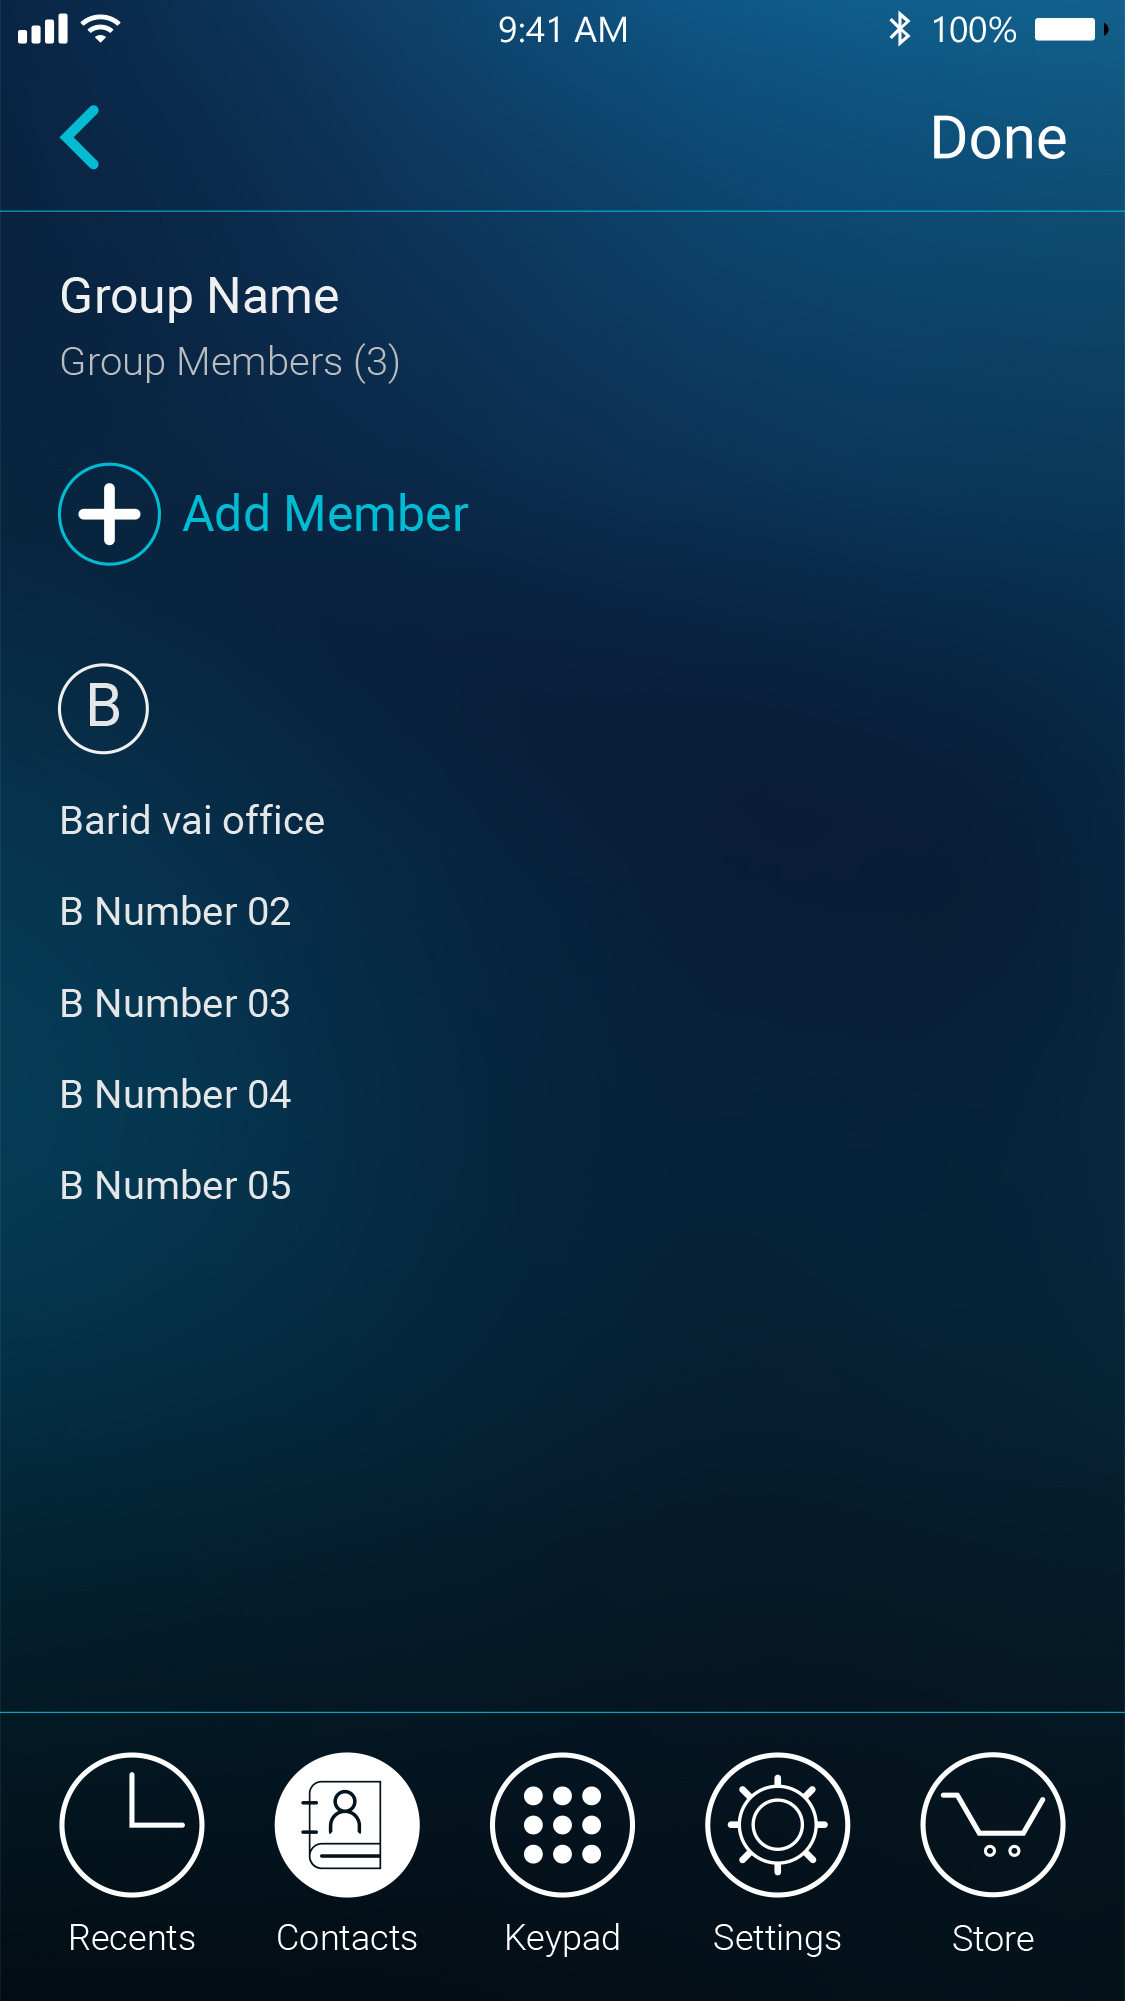 9:41 AM
100%
Done
Group Name
Group Members (3)
Add Member
B
Barid vai office
B Number 02
B Number 03
B Number 04
B Number 05
Recents
Contacts
Keypad
Settings
Store